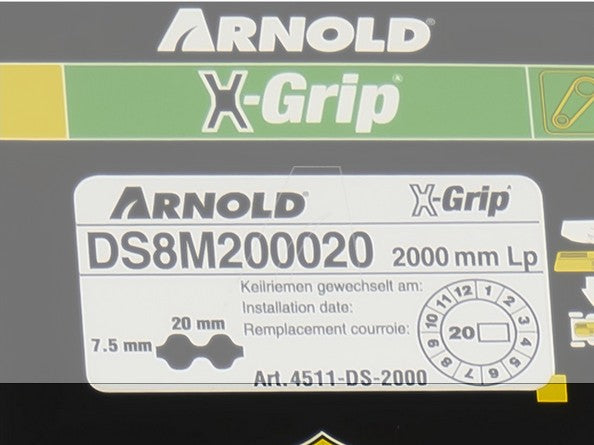 ARNOLD®
X-Grip®
ARNOLD® X-Grip®
DS8M200020 2000 mm Lp
Keilriemen gewechselt am:
Installation date:
Remplacement courroie:
20 mm
7.5 mm
1 2 3 4 5 6 7 8 9 10 11 12
20
Art. 4511-DS-2000